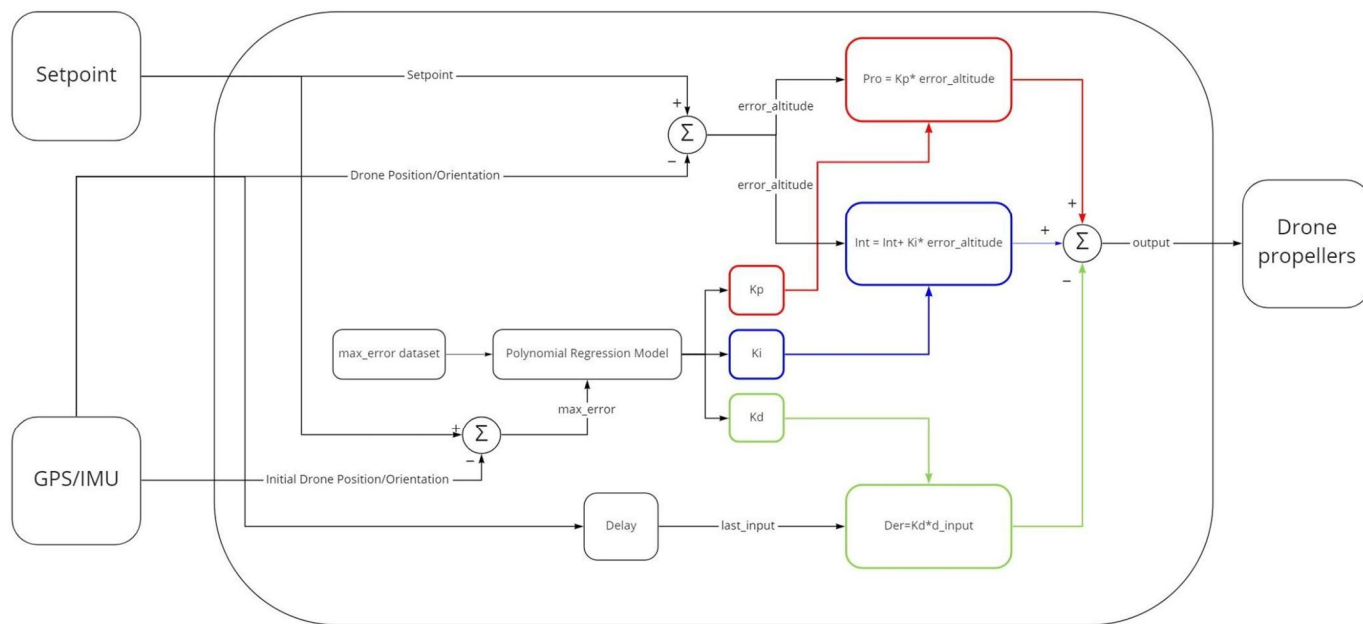 Setpoint
Setpoint
+
Σ
−
Drone Position/Orientation
error_altitude
error_altitude
Pro = Kp* error_altitude
Int = Int+ Ki* error_altitude
+
+
Σ
−
output
Drone
propellers
Kp
Ki
Kd
max_error dataset
Polynomial Regression Model
max_error
+
Σ
−
GPS/IMU
Initial Drone Position/Orientation
Delay
last_input
Der=Kd*d_input